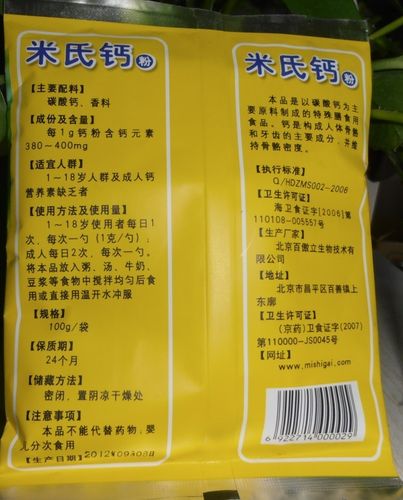 米氏钙粉
【主要配料】
碳酸钙、香料
【成份及含量】
每1g钙粉含钙元素
380~400mg
【适宜人群】
1~18岁人群及成人钙
营养素缺乏者
【使用方法及使用量】
1~18岁使用者每日1
次，每次一勺（1克/勺）；
成人每日2次，每次一勺。
将本品放入粥、汤、牛奶、
豆浆等食物中搅拌均匀后食
用或直接用温开水冲服
【规格】
100g/袋
【保质期】
24个月
【储藏方法】
密闭，置阴凉干燥处
【注意事项】
本品不能代替药物，婴
儿分次食用
【生产日期】
米氏钙粉
本品是以碳酸钙为主
要原料制成的特殊膳食用
食品。钙是构成人体骨骼
和牙齿的主要成分，并维
持骨骼密度。
【执行标准】
Q/HDZMS002-2006
【卫生许可证】
海卫食证字[2006]第
110108-005557号
【生产厂家】
北京百傲立生物技术有
限公司
【地址】
北京市昌平区百善镇上
东廓
【卫生许可证】
（京药）卫食证字(2007)
第110000-JS0045号
【网址】
www.mishigai.com
6 922714 000029